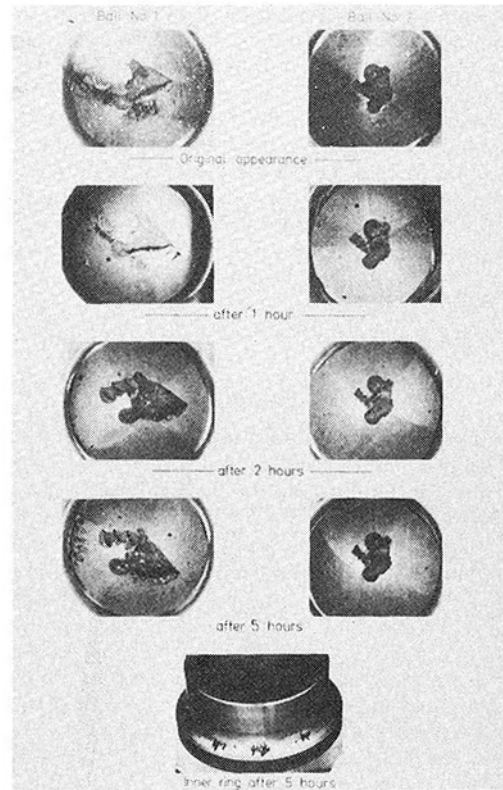 Ball No 1
Ball No 2
Original appearance
after 1 hour
after 2 hours
after 5 hours
Inner ring after 5 hours